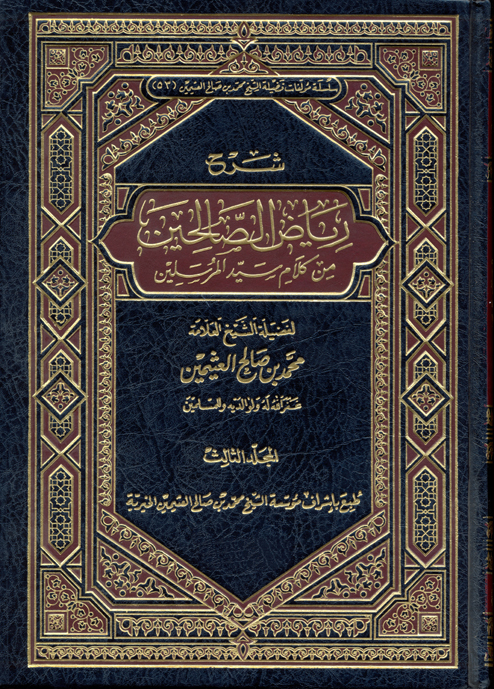 سلسلة مؤلفات فضيلة الشيخ محمد بن صالح العثيمين (٥٣)
شرح
رياض الصالحين
من كلام سيد المرسلين
لفضيلة الشيخ العلامة
محمد بن صالح العثيمين
غفر الله له ولوالديه وللمسلمين
المجلد الثالث
طبع بإشراف مؤسسة الشيخ محمد بن صالح العثيمين الخيرية